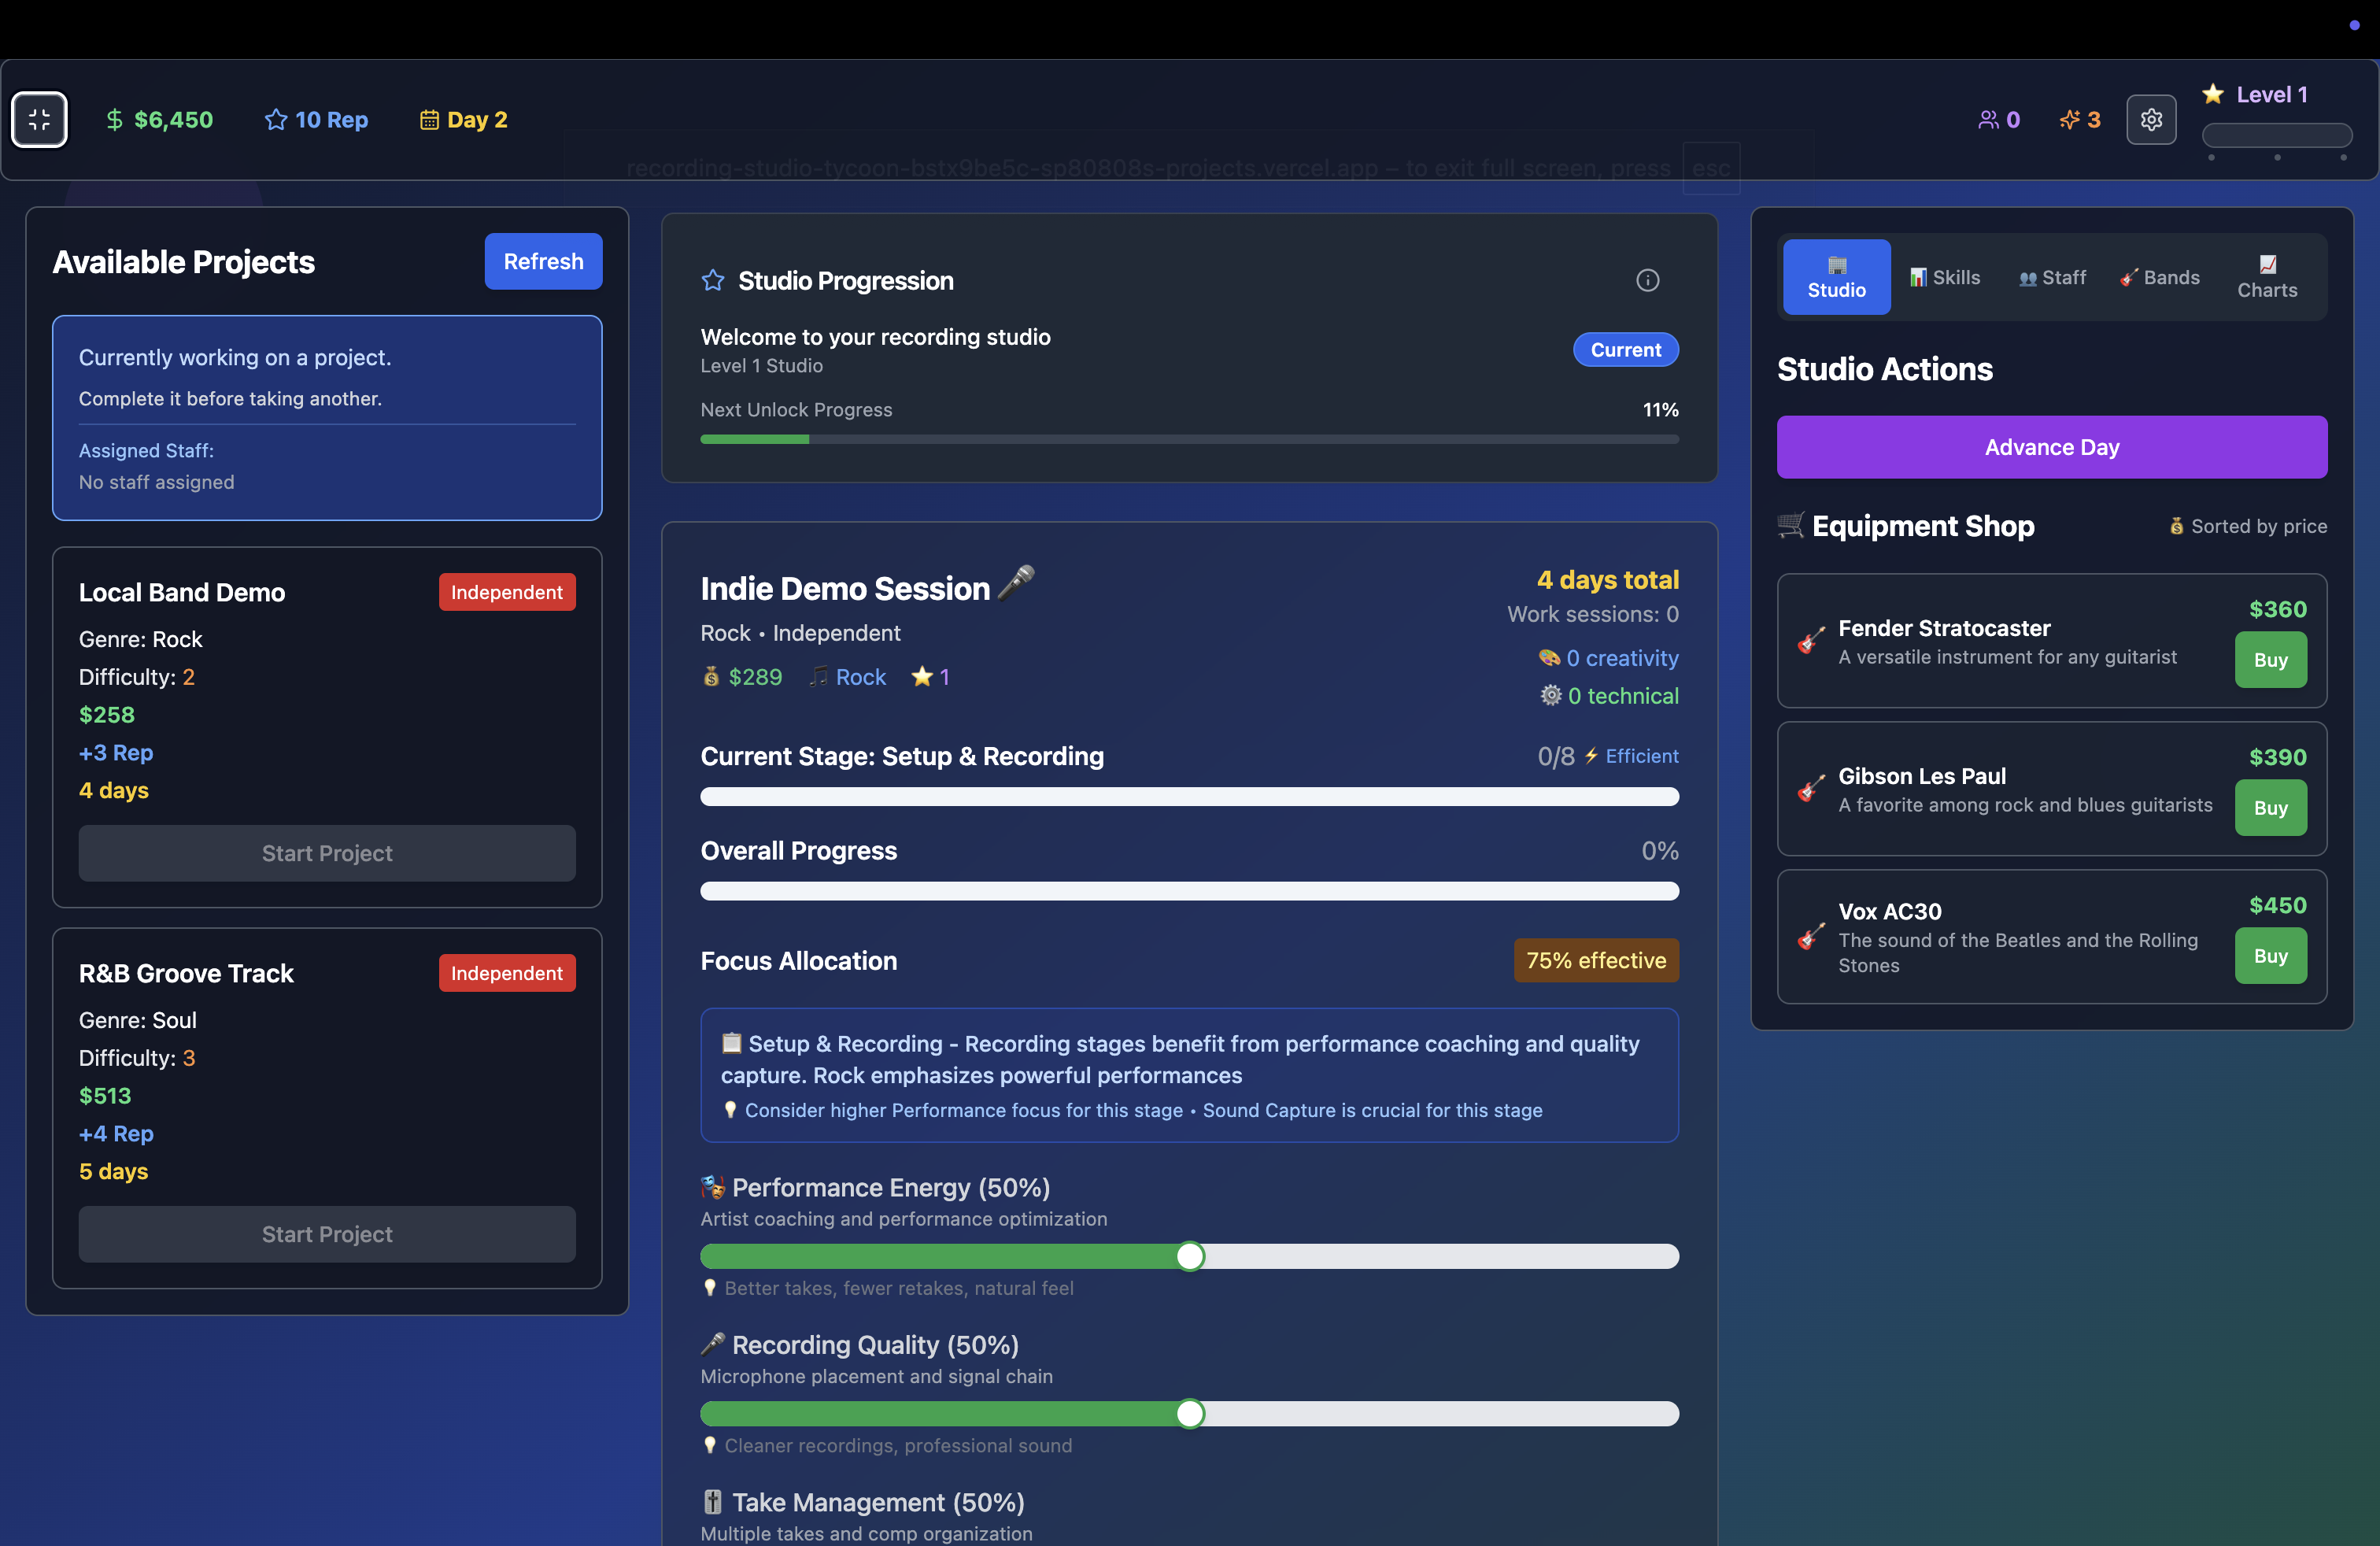 $6,450
10 Rep
Day 2
0
3
Level 1
recording-studio-tycoon-bstx9be5c-sp80808s-projects.vercel.app – to exit full screen, press esc
Available Projects
Refresh
Currently working on a project.
Complete it before taking another.
Assigned Staff:
No staff assigned
Local Band Demo
Independent
Genre: Rock
Difficulty: 2
$258
+3 Rep
4 days
Start Project
R&B Groove Track
Independent
Genre: Soul
Difficulty: 3
$513
+4 Rep
5 days
Start Project
Studio Progression
Welcome to your recording studio
Level 1 Studio
Current
Next Unlock Progress
11%
Indie Demo Session 🎤
Rock • Independent
💰 $289 🎵 Rock ⭐ 1
4 days total
Work sessions: 0
🎨 0 creativity
⚙️ 0 technical
Current Stage: Setup & Recording
0/8 ⚡ Efficient
Overall Progress
0%
Focus Allocation
75% effective
📋 Setup & Recording - Recording stages benefit from performance coaching and quality
capture. Rock emphasizes powerful performances
💡 Consider higher Performance focus for this stage • Sound Capture is crucial for this stage
🎭 Performance Energy (50%)
Artist coaching and performance optimization
💡 Better takes, fewer retakes, natural feel
🎤 Recording Quality (50%)
Microphone placement and signal chain
💡 Cleaner recordings, professional sound
🎚️ Take Management (50%)
Multiple takes and comp organization
🏢 Studio
📊 Skills
👥 Staff
🎸 Bands
📈 Charts
Studio Actions
Advance Day
🛒 Equipment Shop
💰 Sorted by price
Fender Stratocaster
A versatile instrument for any guitarist
$360
Buy
Gibson Les Paul
A favorite among rock and blues guitarists
$390
Buy
Vox AC30
The sound of the Beatles and the Rolling
Stones
$450
Buy